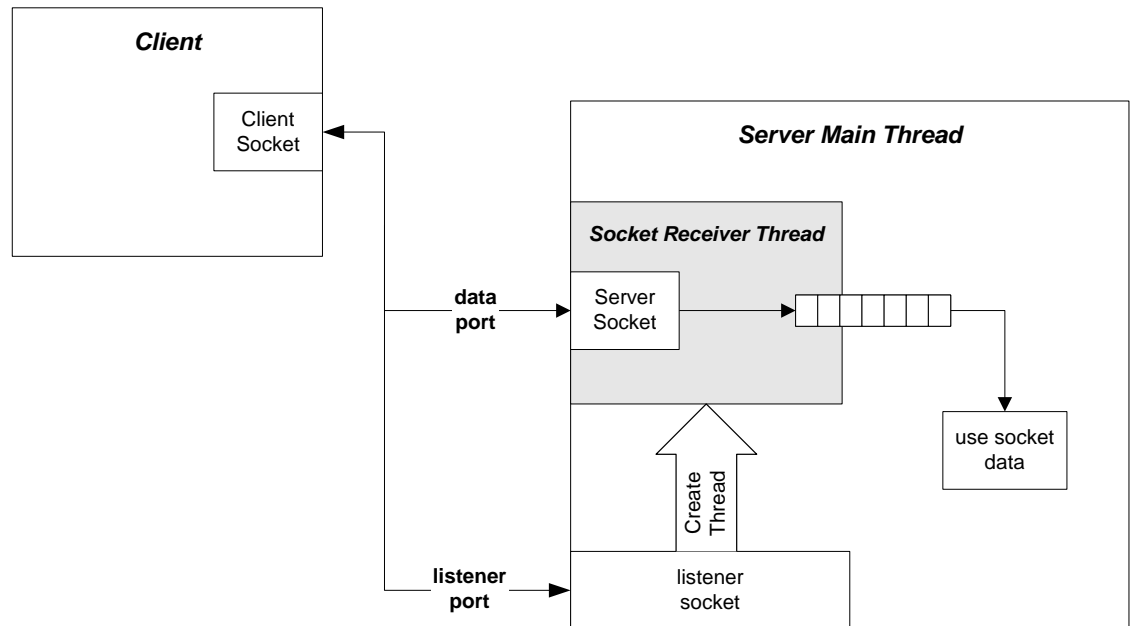 Client
Client
Socket
Server Main Thread
Socket Receiver Thread
data
port
Server
Socket
use socket
data
Create
Thread
listener
port
listener
socket